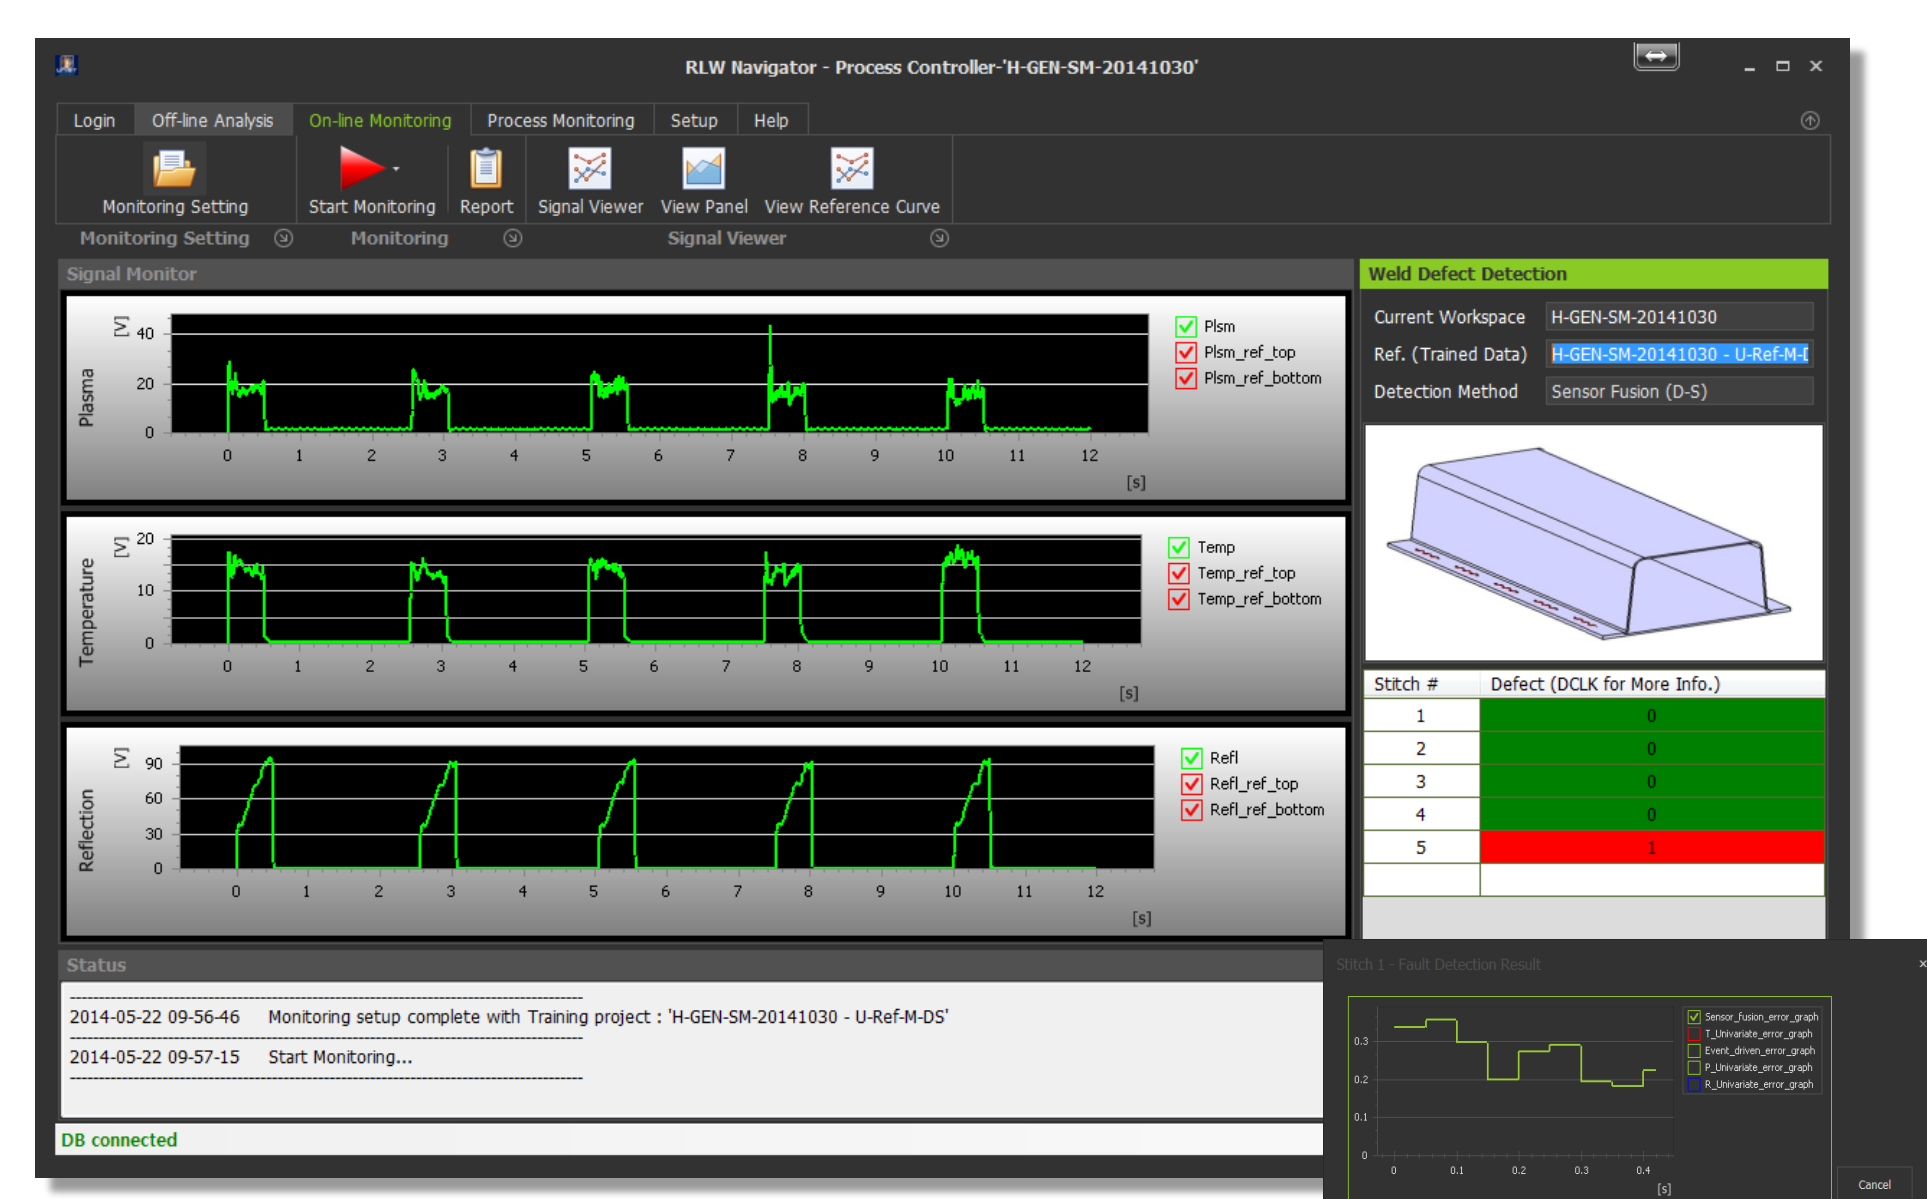 RLW Navigator - Process Controller-'H-GEN-SM-20141030'
Login Off-line Analysis On-line Monitoring Process Monitoring Setup Help
Monitoring Setting Start Monitoring Report Signal Viewer View Panel View Reference Curve
Monitoring Setting Monitoring Signal Viewer
Signal Monitor
Plasma
[V]
40
20
0
0 1 2 3 4 5 6 7 8 9 10 11 12
[s]
Plsm
Plsm_ref_top
Plsm_ref_bottom
Temperature
[V]
20
10
0
0 1 2 3 4 5 6 7 8 9 10 11 12
[s]
Temp
Temp_ref_top
Temp_ref_bottom
Reflection
[V]
90
60
30
0
0 1 2 3 4 5 6 7 8 9 10 11 12
[s]
Refl
Refl_ref_top
Refl_ref_bottom
Weld Defect Detection
Current Workspace H-GEN-SM-20141030
Ref. (Trained Data) H-GEN-SM-20141030 - U-Ref-M-
Detection Method Sensor Fusion (D-S)
Stitch # Defect (DCLK for More Info.)
1 0
2 0
3 0
4 0
5 1
Status
2014-05-22 09-56-46 Monitoring setup complete with Training project : 'H-GEN-SM-20141030 - U-Ref-M-DS'
2014-05-22 09-57-15 Start Monitoring...
DB connected
Stitch 1 - Fault Detection Result
0.3
0.2
0.1
0
0 0.1 0.2 0.3 0.4
[s]
Sensor_fusion_error_graph
T_Univariate_error_graph
Event_driven_error_graph
P_Univariate_error_graph
R_Univariate_error_graph
Cancel